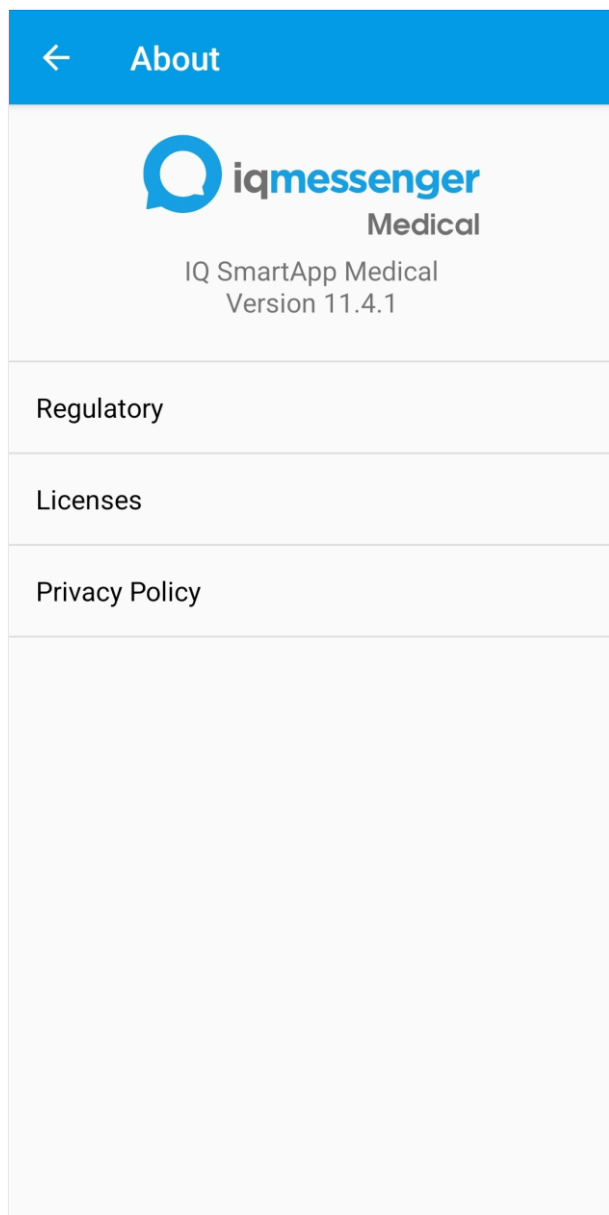 About
iqmessenger
Medical
IQ SmartApp Medical
Version 11.4.1
Regulatory
Licenses
Privacy Policy